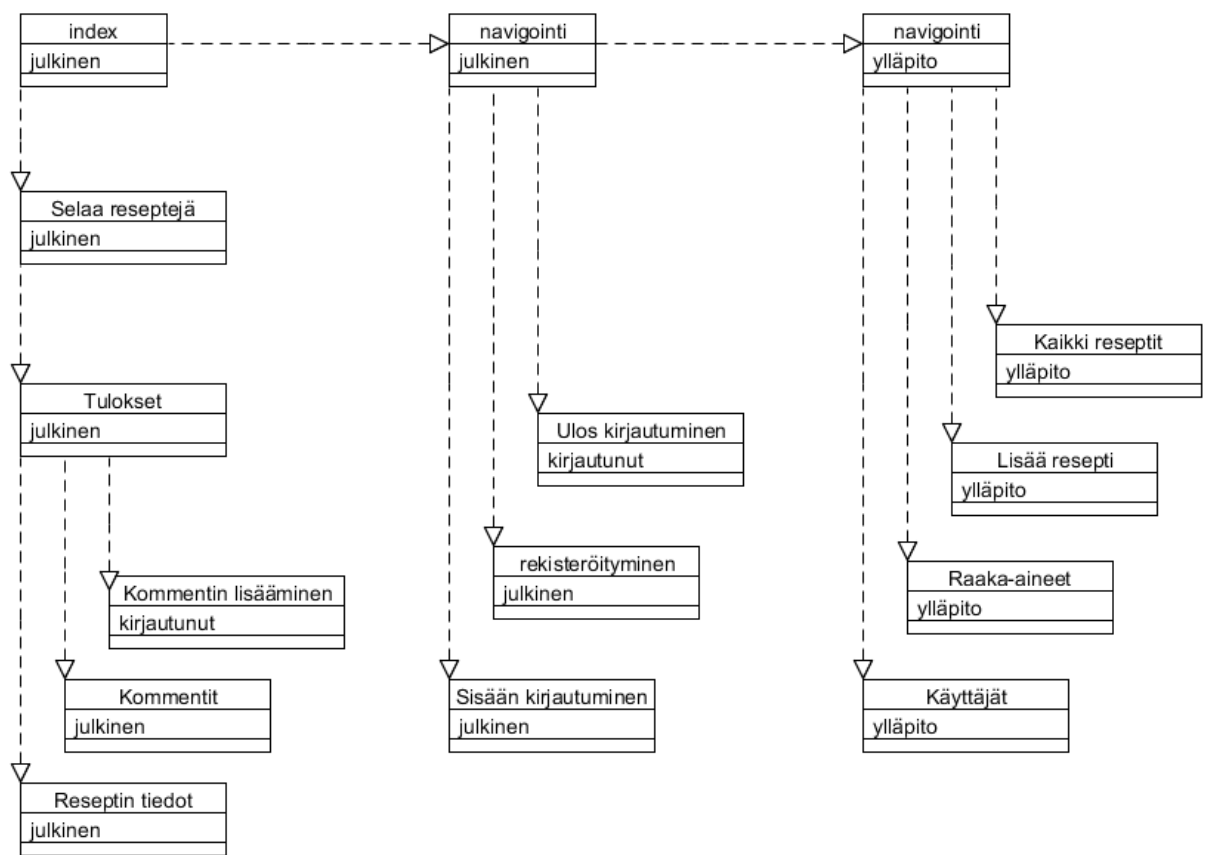 index
julkinen
navigointi
julkinen
navigointi
ylläpito
Selaa reseptejä
julkinen
Kaikki reseptit
ylläpito
Tulokset
julkinen
Ulos kirjautuminen
kirjautunut
Lisää resepti
ylläpito
rekisteröityminen
julkinen
Raaka-aineet
ylläpito
Kommentin lisääminen
kirjautunut
Kommentit
julkinen
Sisään kirjautuminen
julkinen
Käyttäjät
ylläpito
Reseptin tiedot
julkinen